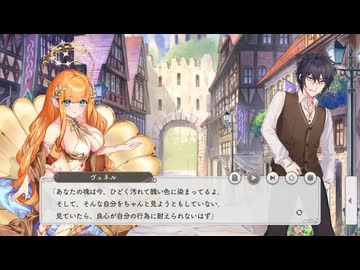 ヴェネル
「あなたの魂は今、ひどく汚れて醜い色に染まってるよ。
そして、そんな自分をちゃんと見ようともしていない。
見ていたら、良心が自分の行為に耐えられないはず」